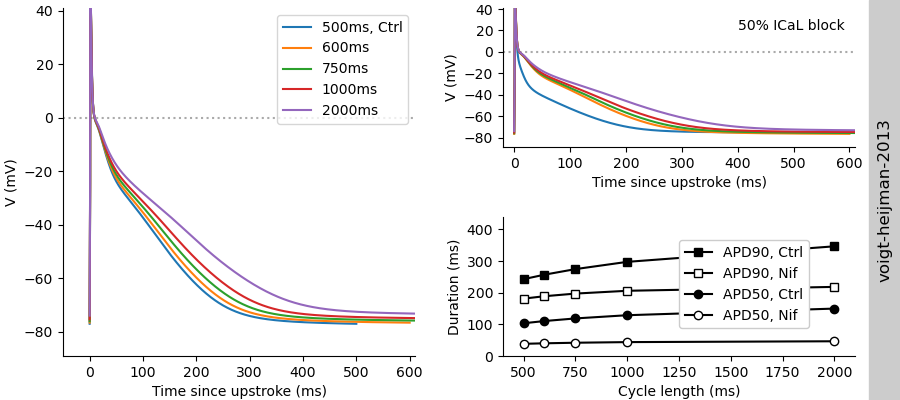 40
20
0
−20
−40
−60
−80
V (mV)
0 100 200 300 400 500 600
Time since upstroke (ms)
500ms, Ctrl
600ms
750ms
1000ms
2000ms
50% ICaL block
40
20
0
−20
−40
−60
−80
V (mV)
0 100 200 300 400 500 600
Time since upstroke (ms)
400
300
200
100
0
Duration (ms)
APD90, Ctrl
APD90, Nif
APD50, Ctrl
APD50, Nif
500 750 1000 1250 1500 1750 2000
Cycle length (ms)
voigt-heijman-2013